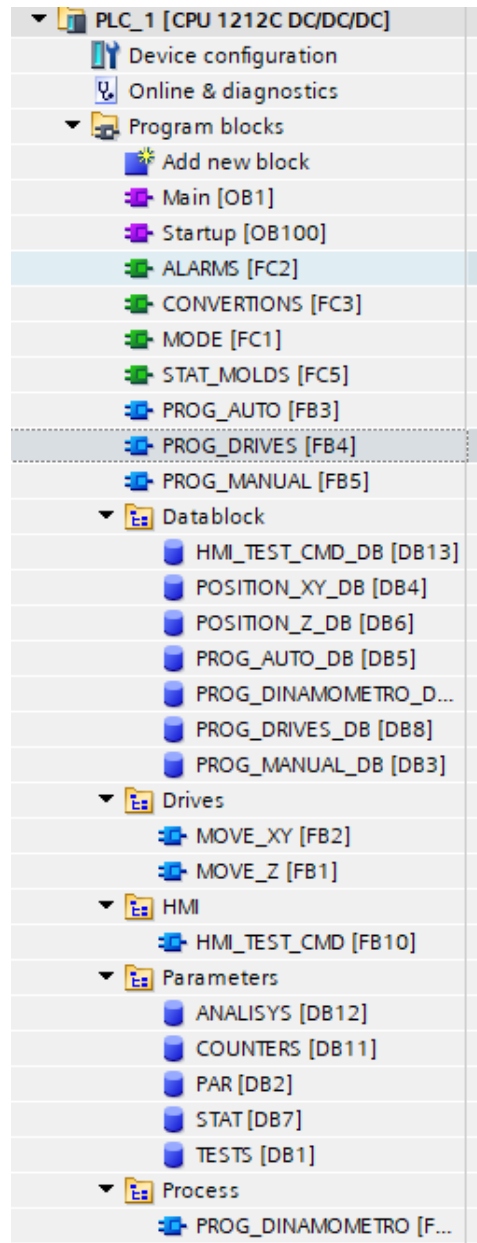 PLC_1 [CPU 1212C DC/DC/DC]
Device configuration
Online & diagnostics
Program blocks
Add new block
Main [OB1]
Startup [OB100]
ALARMS [FC2]
CONVERTIONS [FC3]
MODE [FC1]
STAT_MOLDS [FC5]
PROG_AUTO [FB3]
PROG_DRIVES [FB4]
PROG_MANUAL [FB5]
Datablock
HMI_TEST_CMD_DB [DB13]
POSITION_XY_DB [DB4]
POSITION_Z_DB [DB6]
PROG_AUTO_DB [DB5]
PROG_DINAMOMETRO_D...
PROG_DRIVES_DB [DB8]
PROG_MANUAL_DB [DB3]
Drives
MOVE_XY [FB2]
MOVE_Z [FB1]
HMI
HMI_TEST_CMD [FB10]
Parameters
ANALISYS [DB12]
COUNTERS [DB11]
PAR [DB2]
STAT [DB7]
TESTS [DB1]
Process
PROG_DINAMOMETRO [F...